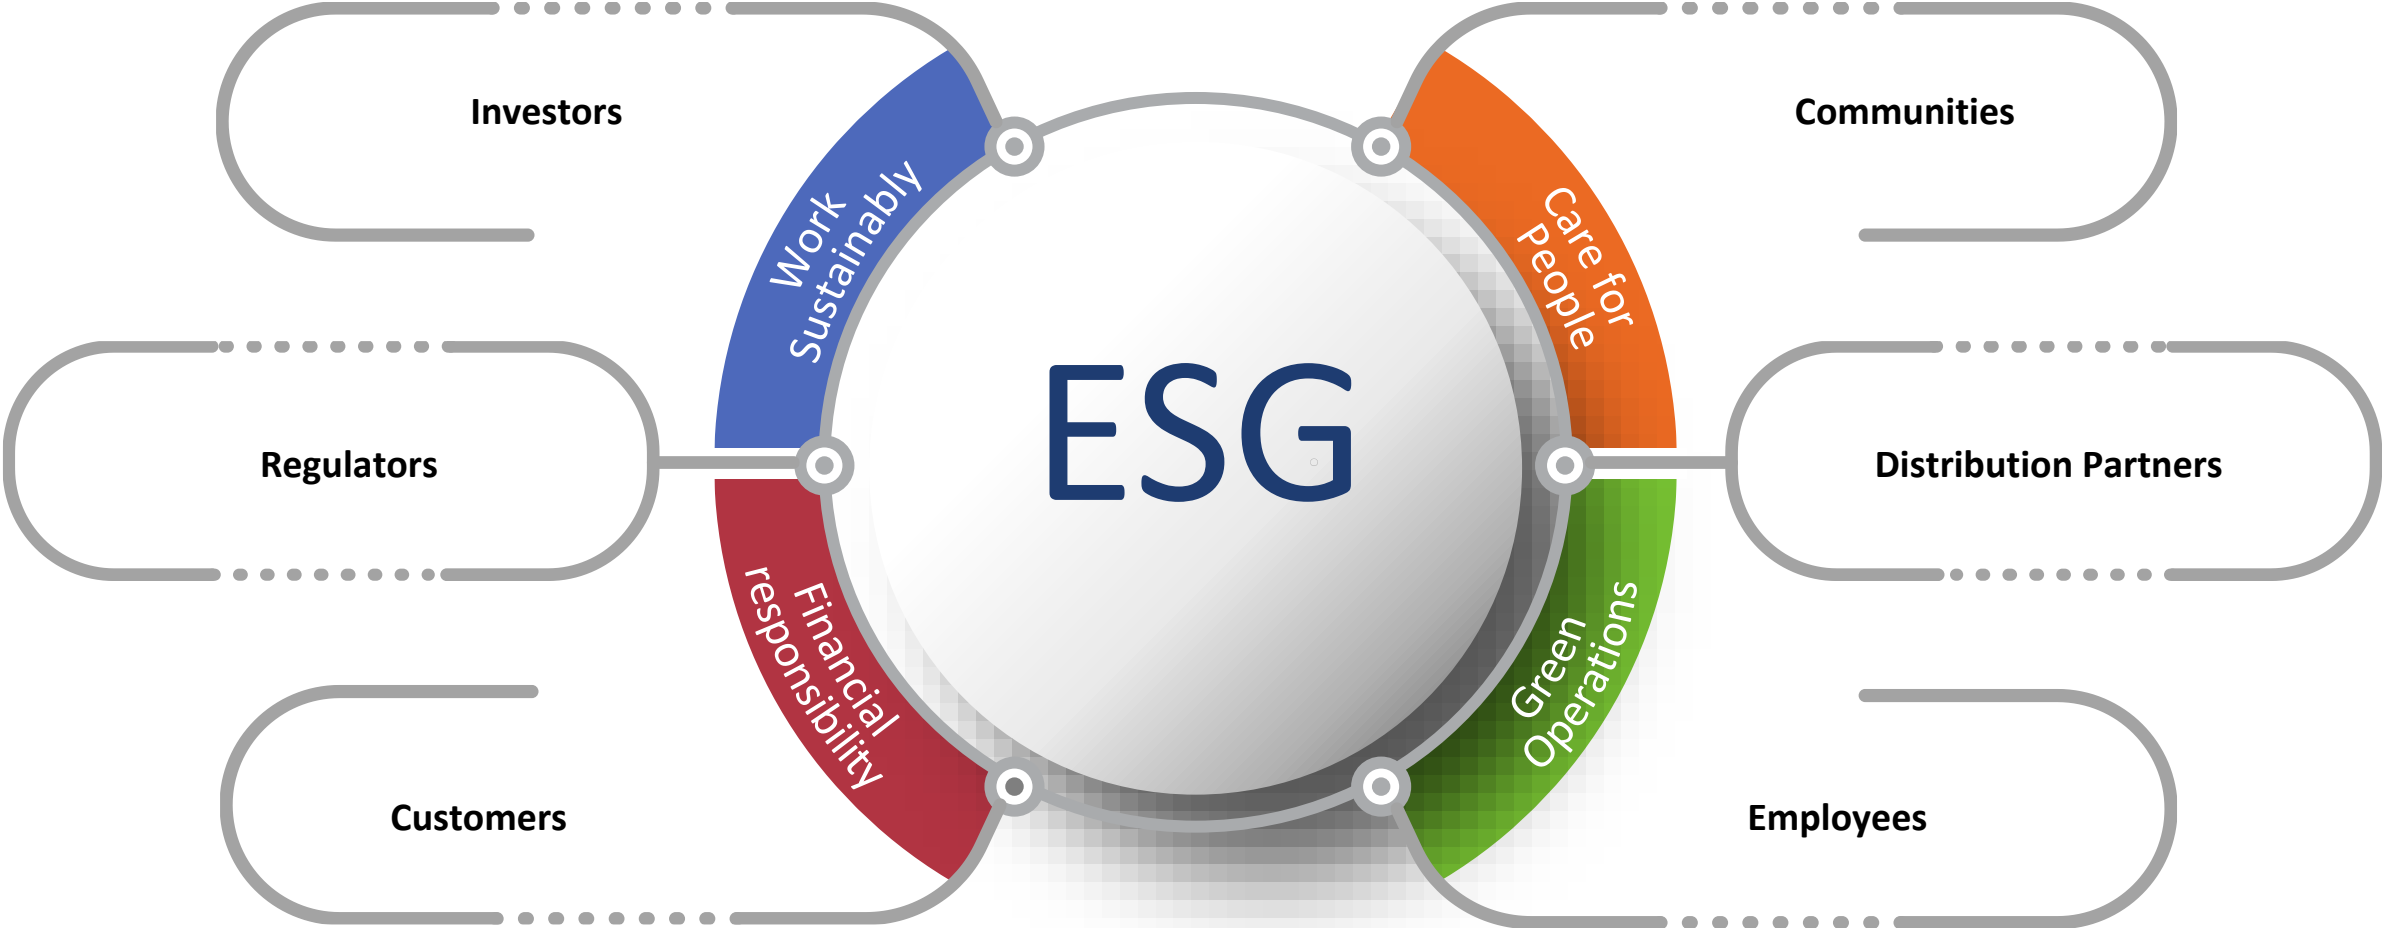 Investors
Communities
Work
Sustainably
Care for
People
ESG
Regulators
Distribution Partners
Financial
responsibility
Green
Operations
Customers
Employees